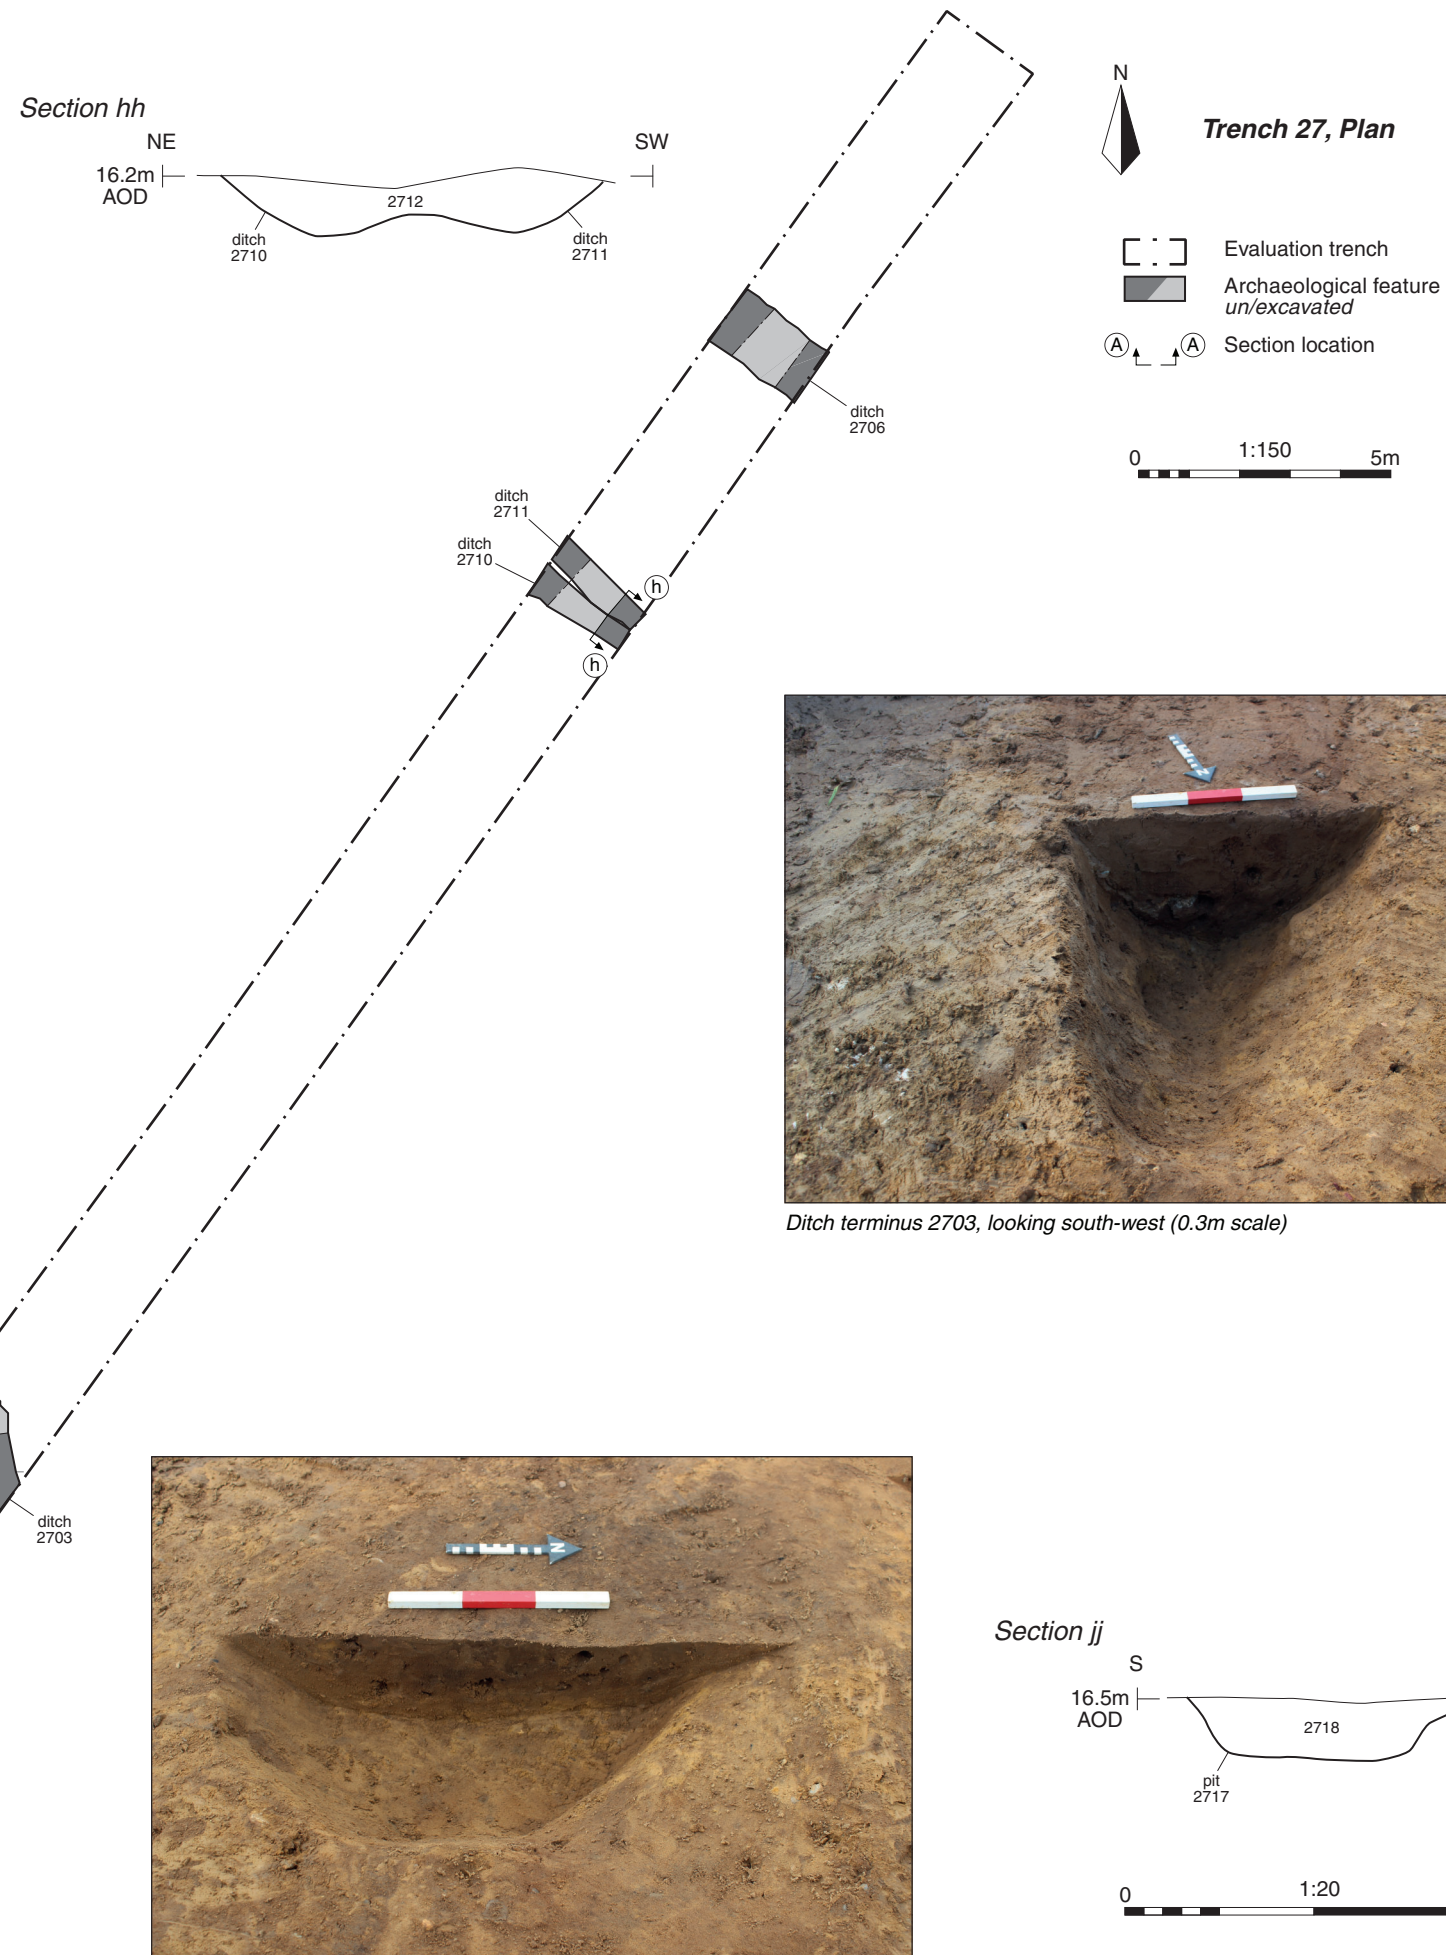 Section hh
NE
SW
16.2m
AOD
2712
ditch
2710
ditch
2711
N
Trench 27, Plan
Evaluation trench
Archaeological feature
un/excavated
A
A
Section location
0
1:150
5m
ditch
2706
ditch
2711
ditch
2710
h
h
N
Ditch terminus 2703, looking south-west (0.3m scale)
ditch
2703
N
Section jj
S
16.5m
AOD
2718
pit
2717
0
1:20